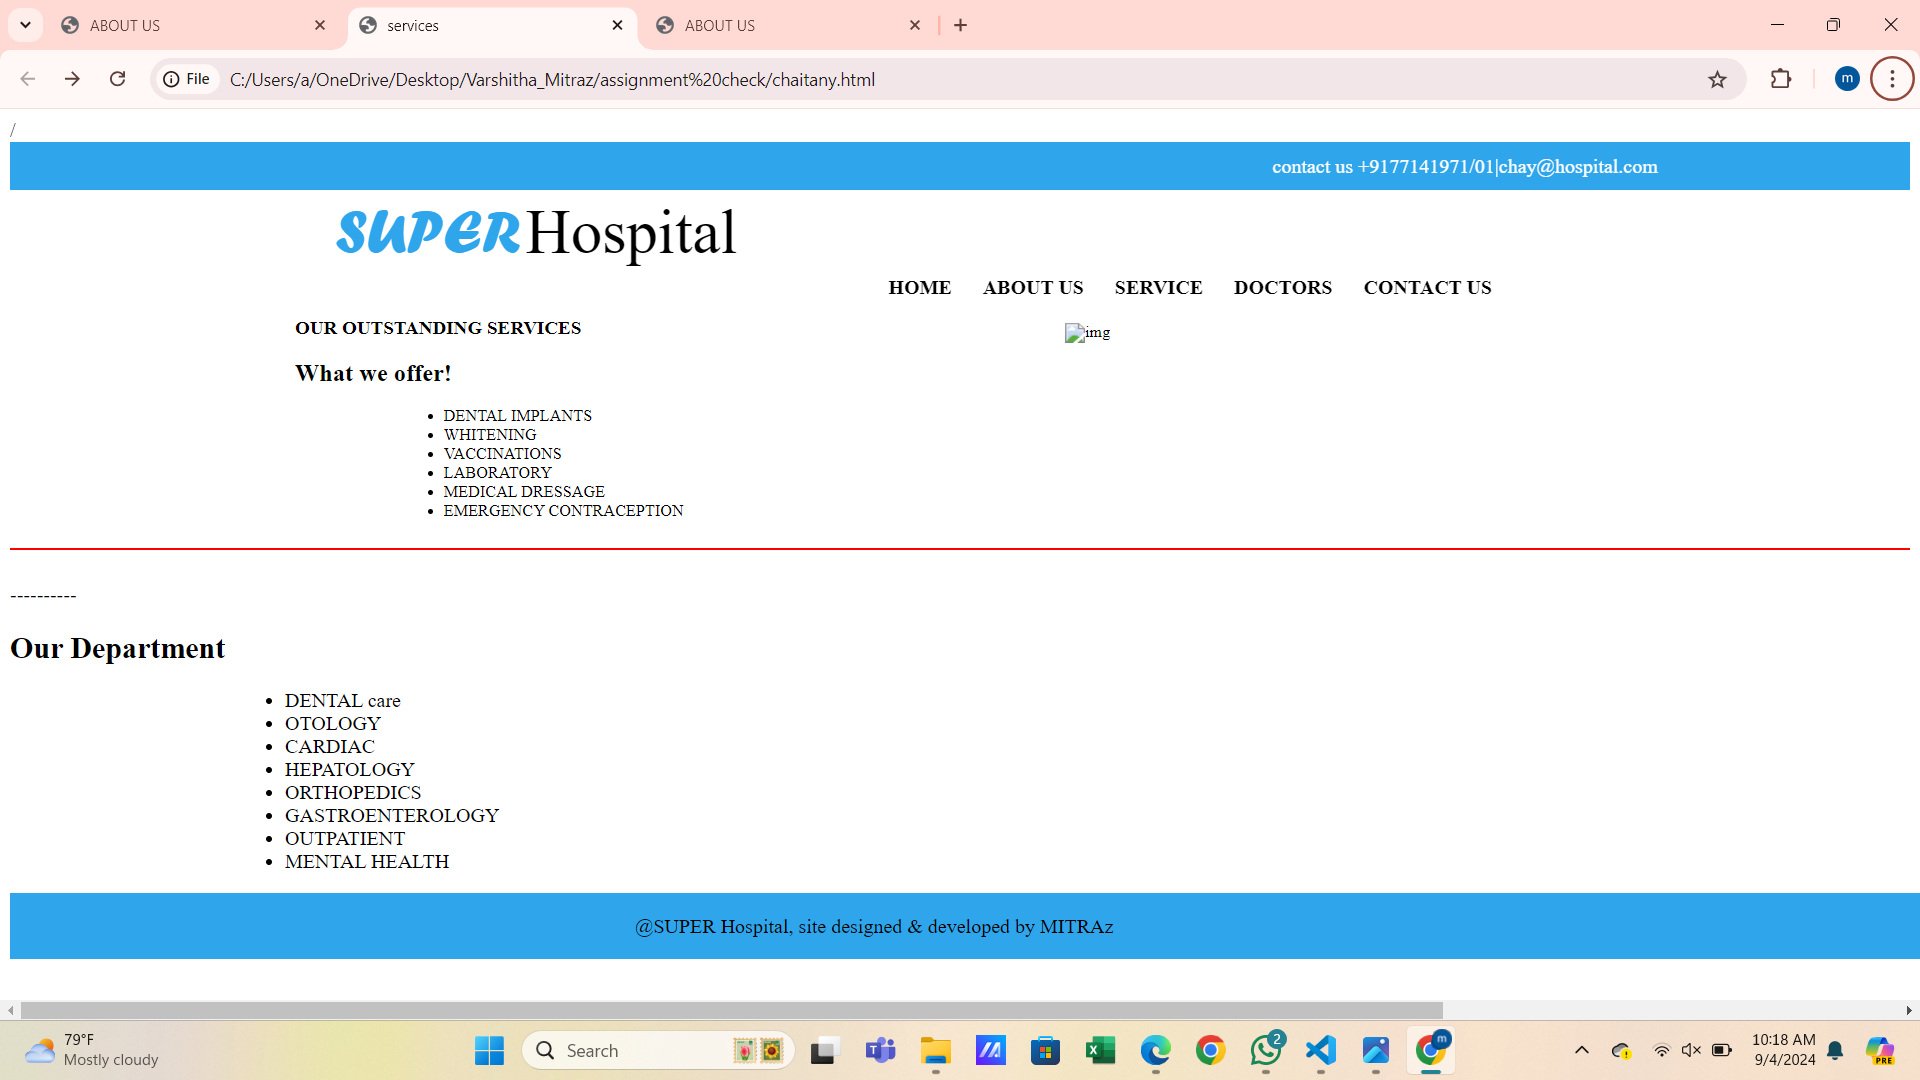 ABOUT US
services
ABOUT US
File
C:/Users/a/OneDrive/Desktop/Varshitha_Mitraz/assignment%20check/chaitany.html
m
/
contact us +9177141971/01|chay@hospital.com
SUPER Hospital
HOME ABOUT US SERVICE DOCTORS CONTACT US
OUR OUTSTANDING SERVICES
img
What we offer!
DENTAL IMPLANTS
WHITENING
VACCINATIONS
LABORATORY
MEDICAL DRESSAGE
EMERGENCY CONTRACEPTION
----------
Our Department
DENTAL care
OTOLOGY
CARDIAC
HEPATOLOGY
ORTHOPEDICS
GASTROENTEROLOGY
OUTPATIENT
MENTAL HEALTH
@SUPER Hospital, site designed & developed by MITRAz
79°F
Mostly cloudy
Search
2
m
10:18 AM
9/4/2024
PRE